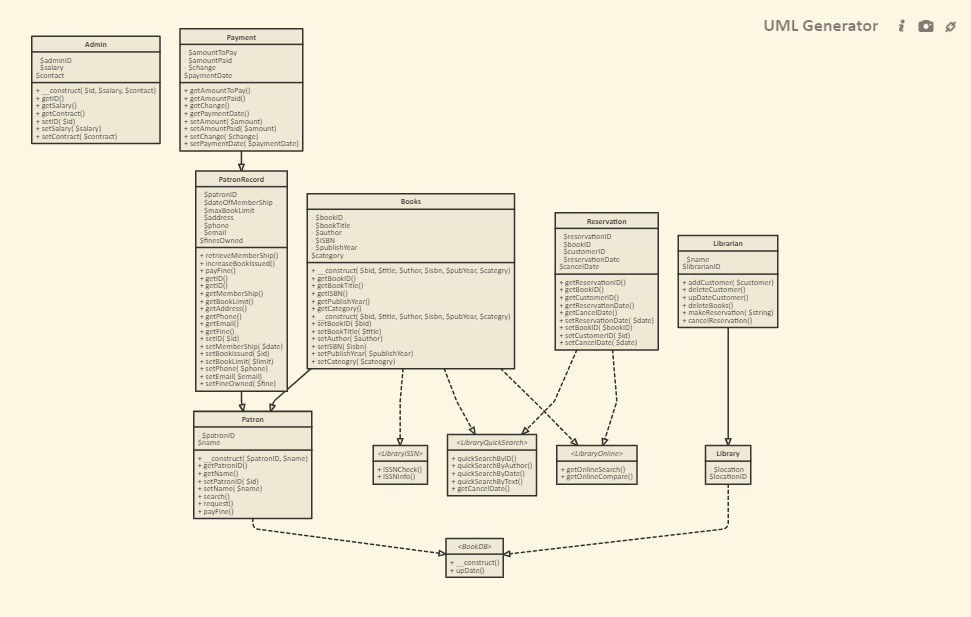 UML Generator
Admin
- $adminID
- $salary
$contact
+ __construct( $id, $salary, $contact)
+ getID()
+ getSalary()
+ getContract()
+ setID( $id)
+ setSalary( $salary)
+ setContract( $contract)
Payment
- $amountToPay
- $amountPaid
- $change
$paymentDate
+ getAmountToPay()
+ getAmountPaid()
+ getChange()
+ getPaymentDate()
+ setAmount( $amount)
+ setAmountPaid( $amount)
+ setChange( $change)
+ setPaymentDate( $paymentDate)
PatronRecord
- $patronID
- $dateOfMemberShip
- $maxBookLimit
- $address
- $phone
- $email
$finesOwned
+ retrieveMemberShip()
+ increaseBookIssued()
+ payFine()
+ getID()
+ getID()
+ getMemberShip()
+ getBookLimit()
+ getAddress()
+ getPhone()
+ getEmail()
+ getFine()
+ setID( $id)
+ setMemberShip( $date)
+ setBookIssued( $id)
+ setBookLimit( $limit)
+ setPhone( $phone)
+ setEmail( $email)
+ setFineOwned( $fine)
Books
- $bookID
- $bookTitle
- $author
- $ISBN
- $publishYear
$category
+ __construct( $bid, $title, $uthor, $isbn, $pubYear, $categry)
+ getBookID()
+ getBookTitle()
+ getISBN()
+ getPublishYear()
+ getCategory()
+ __construct( $bid, $title, $uthor, $isbn, $pubYear, $categry)
+ setBookID( $bid)
+ setBookTitle( $title)
+ setAuthor( $author)
+ setISBN( $isbn)
+ setPublishYear( $publishYear)
+ setCateogry( $cateogry)
Reservation
- $reservationID
- $bookID
- $customerID
- $reservationDate
$cancelDate
+ getReservationID()
+ getBookID()
+ getCustomerID()
+ getReservationDate()
+ getCancelDate()
+ setReservationDate( $date)
+ setBookID( $bookID)
+ setCustomerID( $id)
+ setCancelDate( $date)
Librarian
- $name
$librarianID
+ addCustomer( $customer)
+ deleteCustomer()
+ upDateCustomer()
+ deleteBooks()
+ makeReservation( $string)
+ cancelReservation()
Patron
- $patronID
$name
+ __construct( $patronID, $name)
+ getPatronID()
+ getName()
+ setPatronID( $id)
+ setName( $name)
+ search()
+ request()
+ payFine()
<LibraryISSN>
+ ISSNCheck()
+ ISSNInfo()
<LibraryQuickSearch>
+ quickSearchByID()
+ quickSearchByAuthor()
+ quickSearchByDate()
+ quickSearchByText()
+ getCancelDate()
<LibraryOnline>
+ getOnlineSearch()
+ getOnlineCompare()
Library
- $location
$locationID
<BookDB>
+ __construct()
+ upDate()